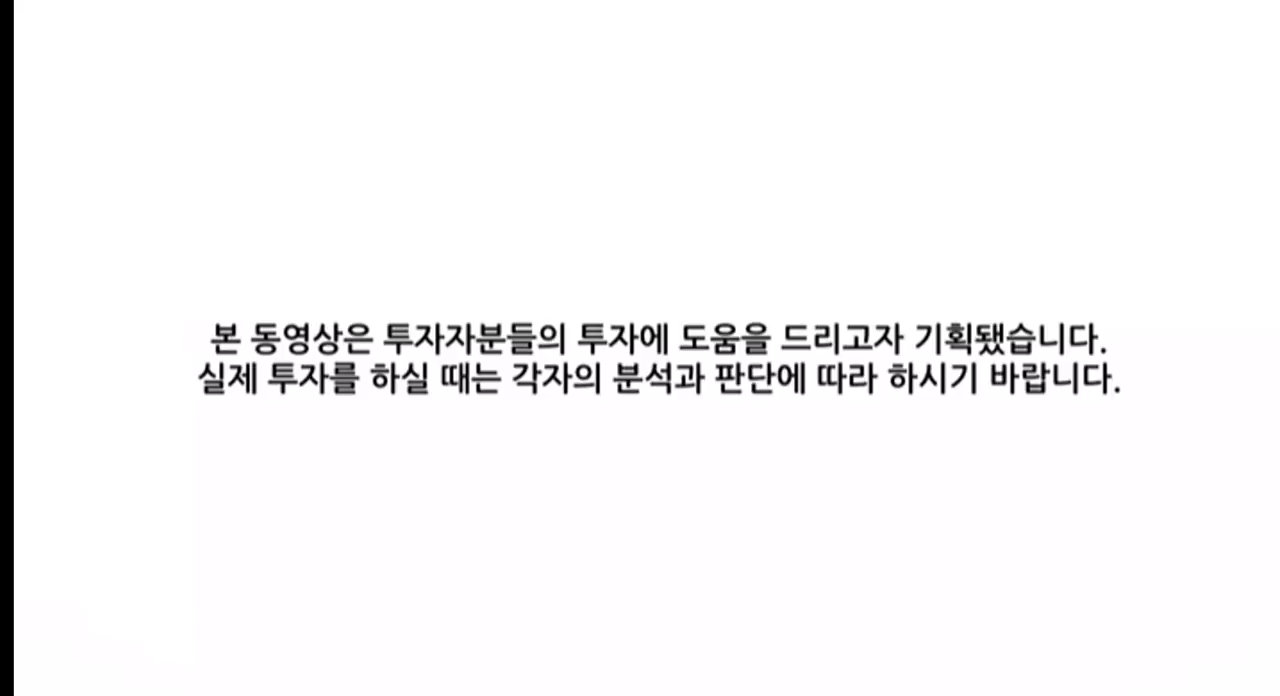 본 동영상은 투자자분들의 투자에 도움을 드리고자 기획됐습니다.
실제 투자를 하실 때는 각자의 분석과 판단에 따라 하시기 바랍니다.